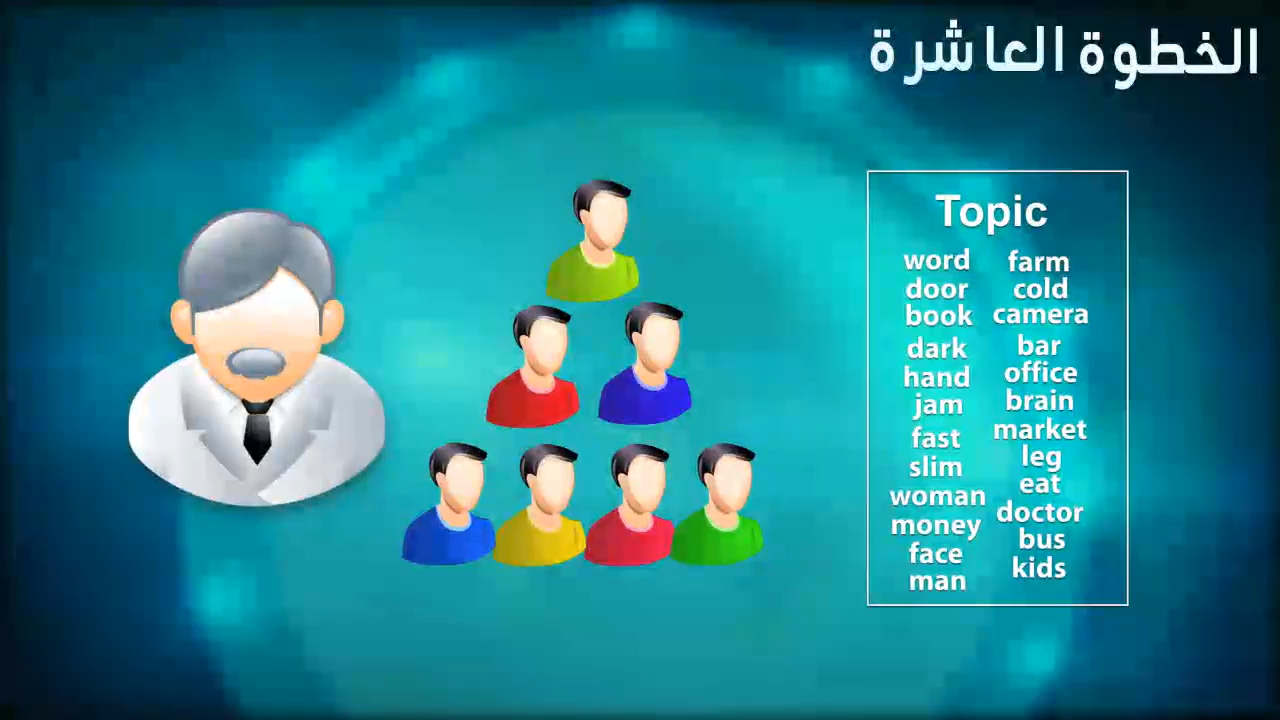 الخطوة العاشرة
Topic
word farm
door cold
book camera
dark bar
hand office
jam brain
fast market
slim leg
woman eat
money doctor
face bus
man kids